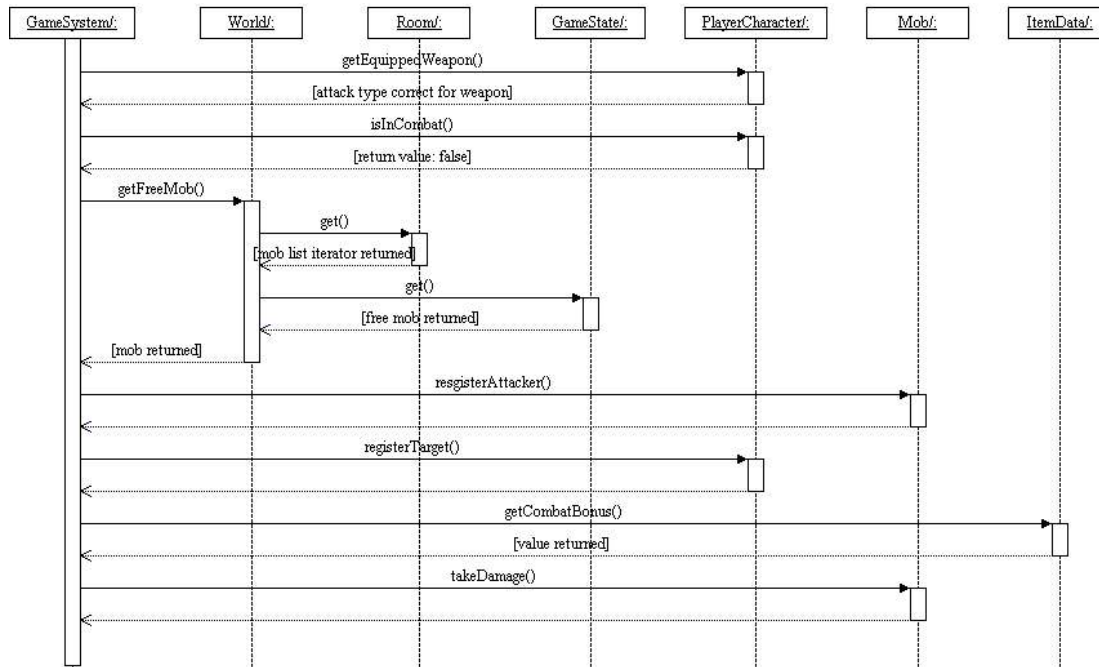 GameSystem/:
World/:
Room/:
GameState/:
PlayerCharacter/:
Mob/:
ItemData/:
getEquippedWeapon()
[attack type correct for weapon]
isInCombat()
[return value: false]
getFreeMob()
get()
[mob list iterator returned]
get()
[free mob returned]
[mob returned]
resgisterAttacker()
registerTarget()
getCombatBonus()
[value returned]
takeDamage()